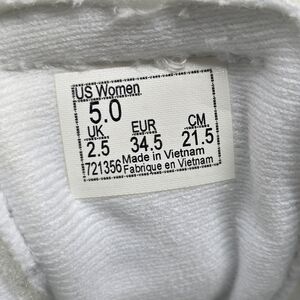 US Women
5.0
UK EUR CM
2.5 34.5 21.5
721356 Made in Vietnam
Fabrique en Vietnam